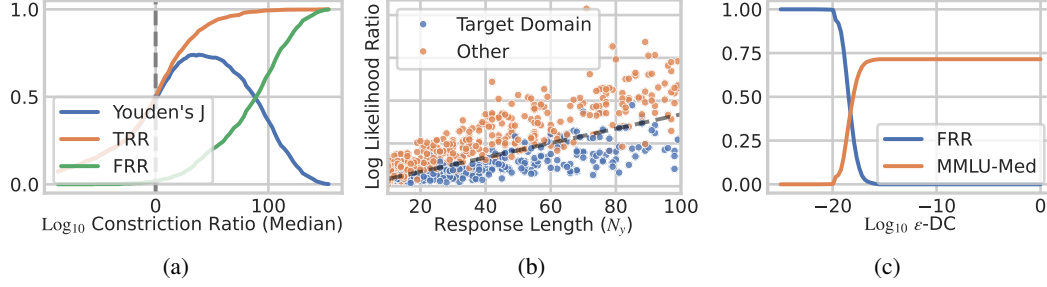 1.0
0.5
0.0
Youden's J
TRR
FRR
0
100
Log10 Constriction Ratio (Median)
(a)
Log Likelihood Ratio
Target Domain
Other
20
40
60
80
100
Response Length (Ny)
(b)
1.00
0.75
0.50
0.25
0.00
FRR
MMLU-Med
−20
−10
0
Log10 ε-DC
(c)